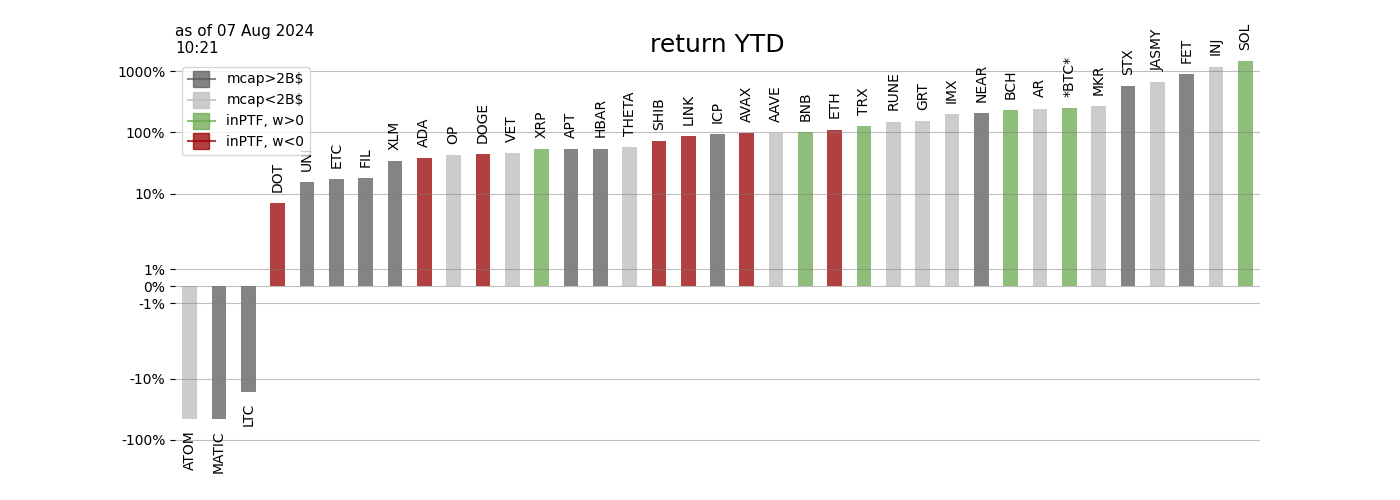 as of 07 Aug 2024
10:21
return YTD
mcap>2B$
mcap<2B$
inPTF, w>0
inPTF, w<0
1000%
100%
10%
1%
0%
-1%
-10%
-100%
ATOM
MATIC
LTC
DOT
ETC
FIL
XLM
ADA
OP
DOGE
VET
XRP
APT
HBAR
THETA
SHIB
LINK
ICP
AVAX
AAVE
BNB
ETH
TRX
RUNE
GRT
IMX
NEAR
BCH
AR
*BTC*
MKR
STX
JASMY
FET
INJ
SOL